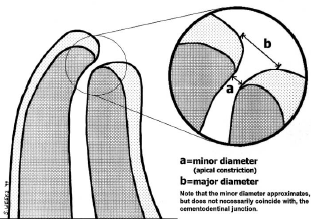 b
a
a=minor diameter
(apical constriction)
b=major diameter
Note that the minor diameter approximates,
but does not necessarily coincide with, the
cementodentinal junction.